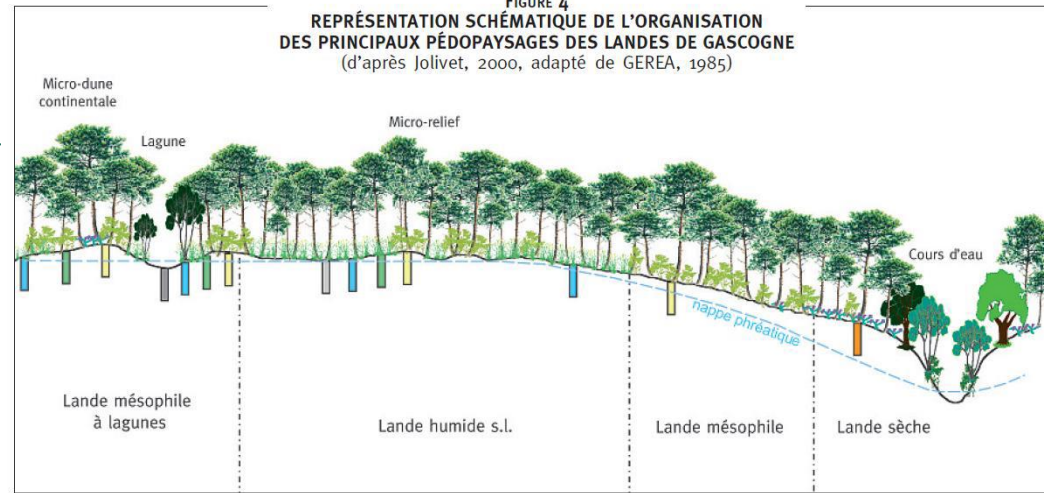 FIGURE 4
REPRÉSENTATION SCHÉMATIQUE DE L'ORGANISATION
DES PRINCIPAUX PÉDOPAYSAGES DES LANDES DE GASCOGNE
(d'après Jolivet, 2000, adapté de GEREA, 1985)
Micro-dune
continentale
Lagune
Micro-relief
Cours d'eau
nappe phréatique
Lande mésophile
à lagunes
Lande humide s.l.
Lande mésophile
Lande sèche